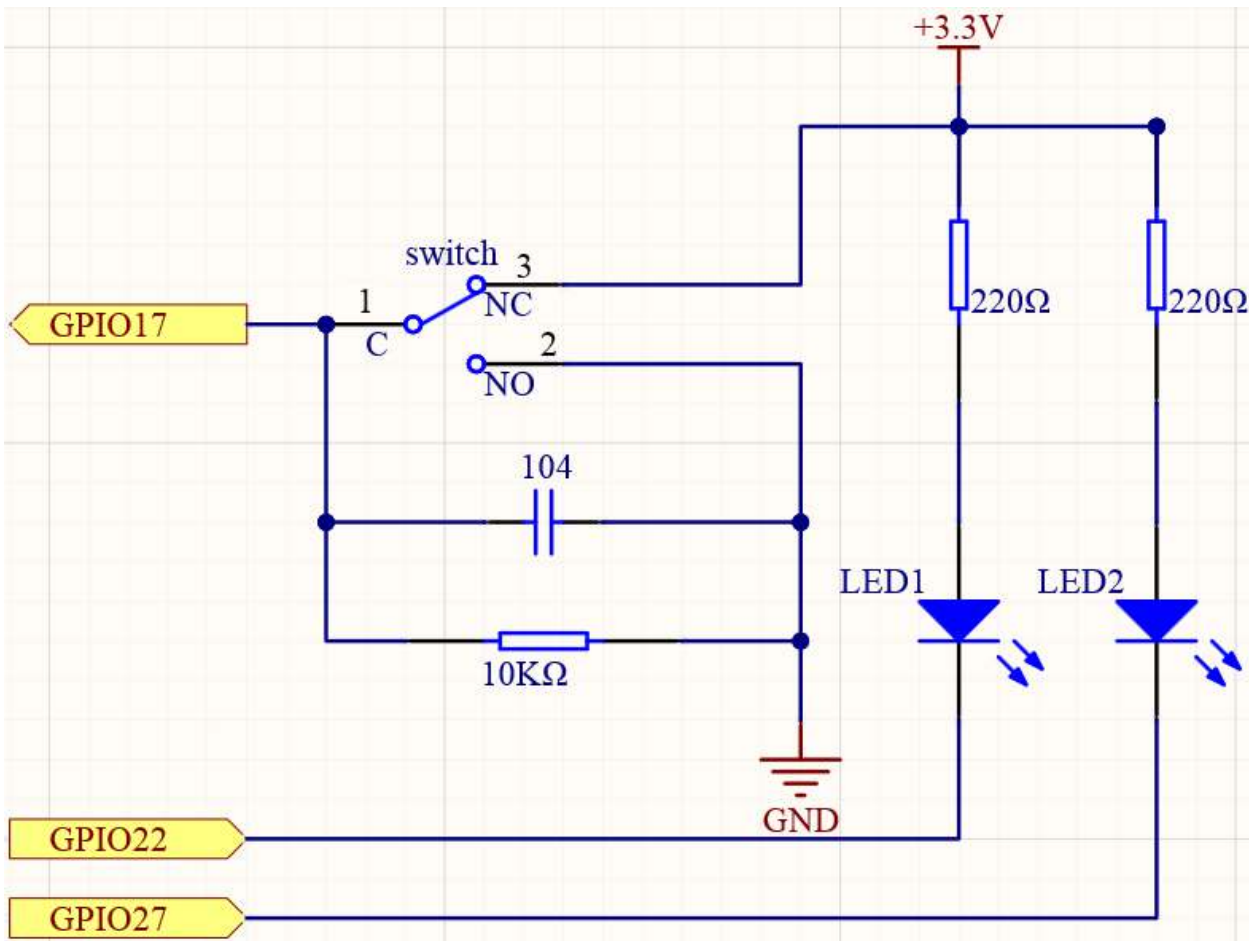 +3.3V
switch
3
NC
1
GPIO17
C
2
NO
220Ω
220Ω
104
10KΩ
LED1
LED2
GND
GPIO22
GPIO27